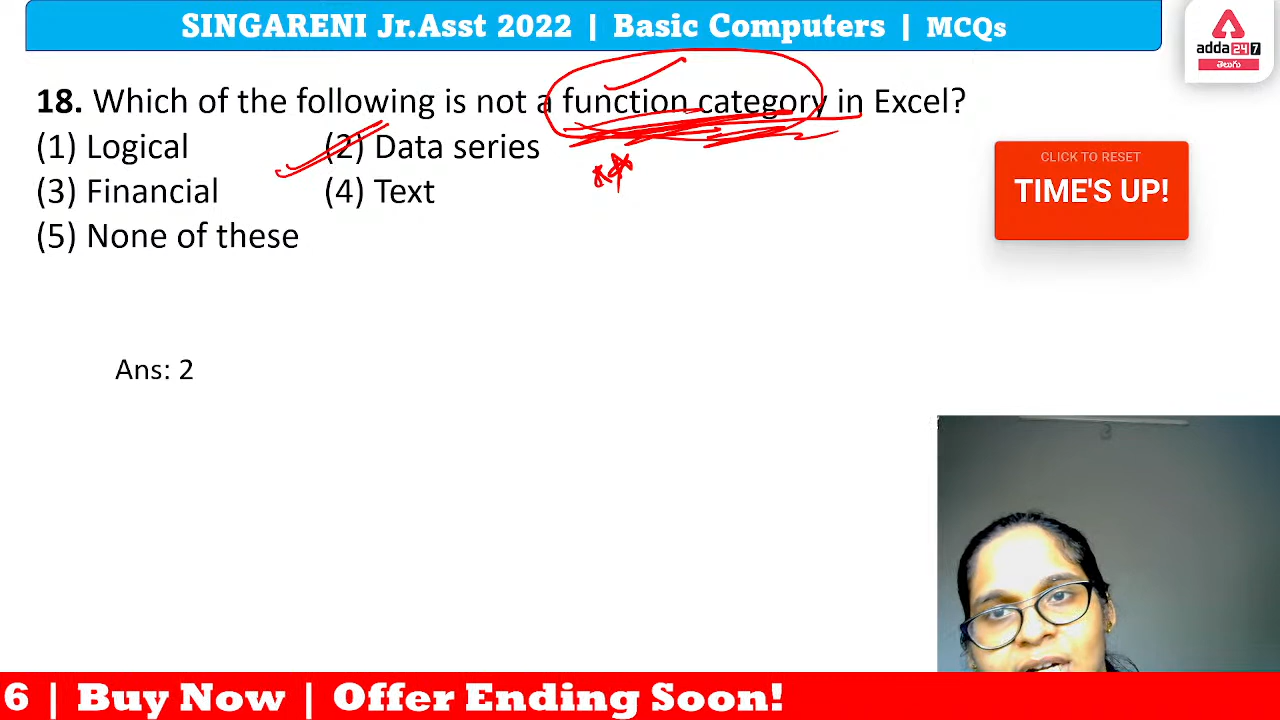 SINGARENI Jr.Asst 2022 | Basic Computers | MCQs
adda 247
తెలుగు
18. Which of the following is not a function category in Excel?
(1) Logical (2) Data series
(3) Financial (4) Text
(5) None of these
CLICK TO RESET
TIME'S UP!
Ans: 2
6 | Buy Now | Offer Ending Soon!